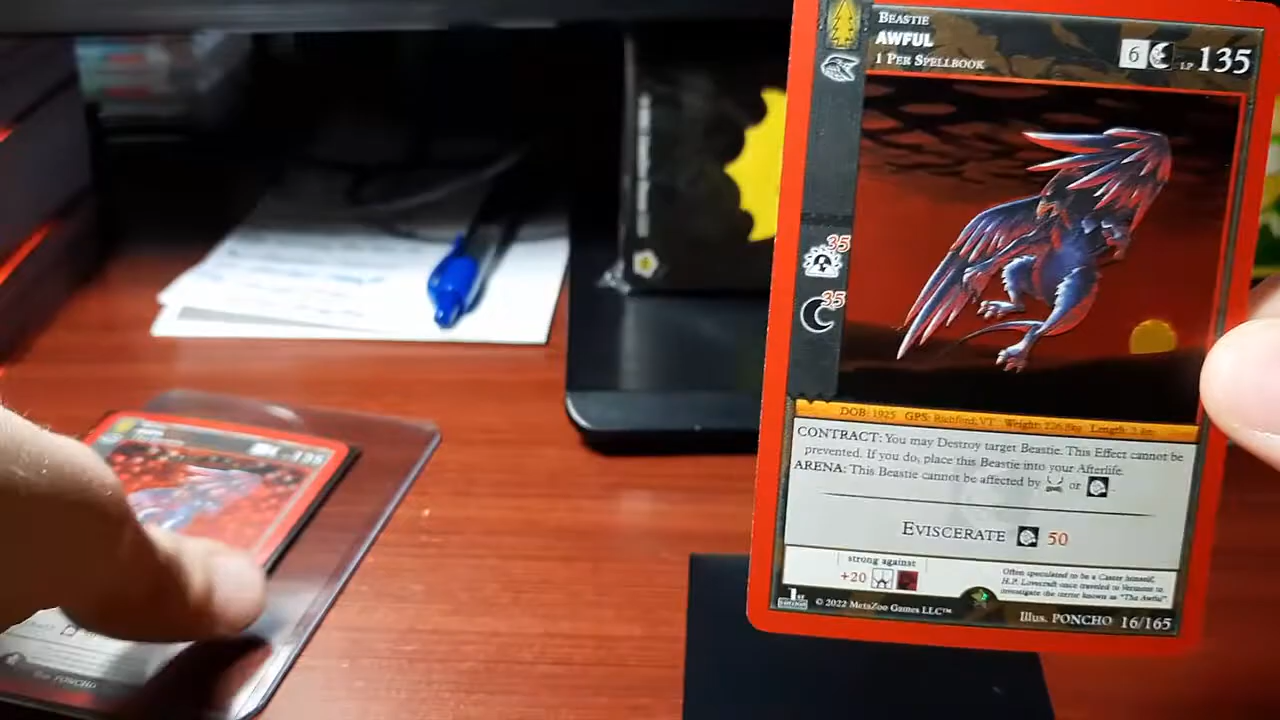 BEASTIE
AWFUL
1 PER SPELLBOOK
6
LP 135
35
35
DOB: 1925 GPS: Richford, VT Weight: 226.8kg Length:
CONTRACT: You may Destroy target Beastie. This Effect cannot be
prevented. If you do, place this Beastie into your Afterlife.
ARENA: This Beastie cannot be affected by or
EVISCERATE 50
strong against
+20
Often speculated to be a Caster himself,
H.P. Lovecraft once traveled to Vermont to
investigate the terror known as "The Awful"
1st
EDITION
© 2022 MetaZoo Games LLC™
Illus. PONCHO 16/165
135
PONCHO